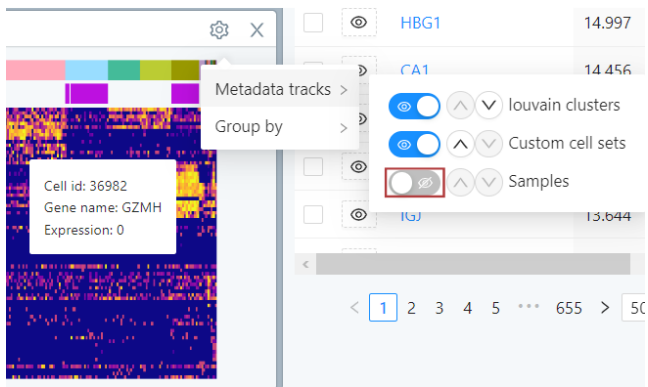 HBG1 14.997
CA1 14.456
Metadata tracks >
Group by >
louvain clusters
Custom cell sets
Samples
Cell id: 36982
Gene name: GZMH
Expression: 0
IGJ 13.644
< 1 2 3 4 5 ··· 655 > 50